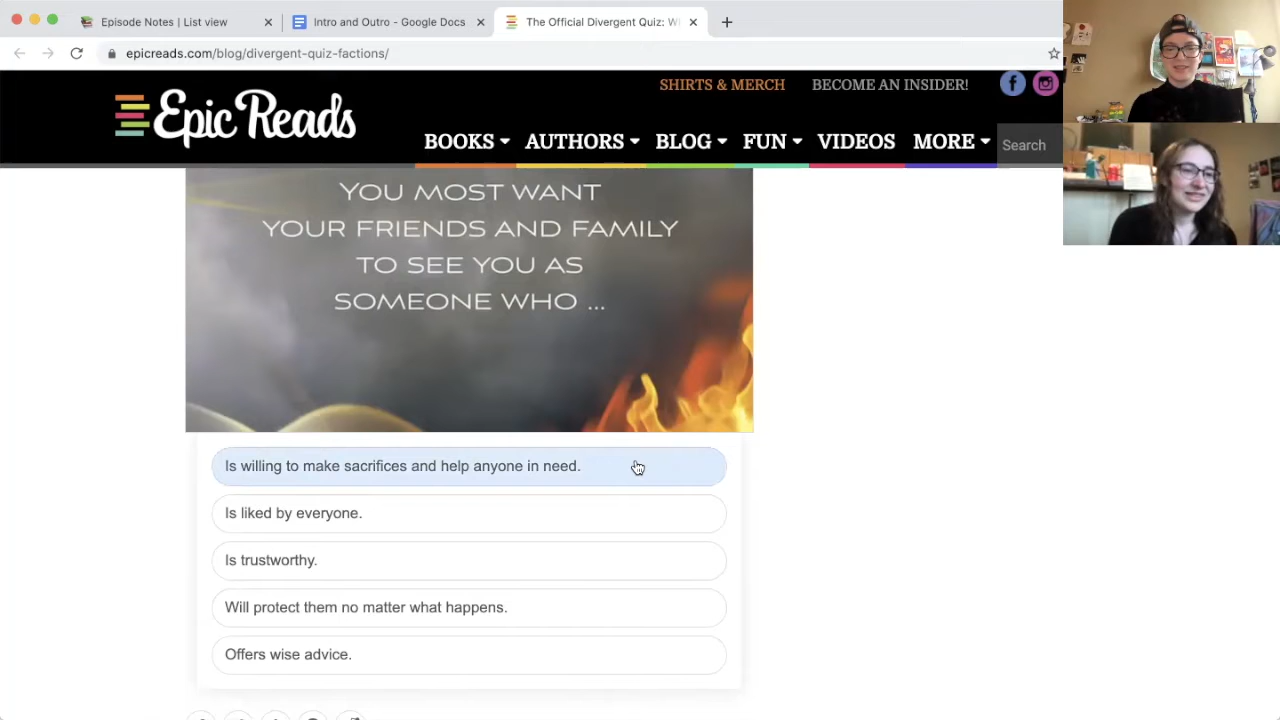 Episode Notes | List view
Intro and Outro - Google Docs
The Official Divergent Quiz: W
epicreads.com/blog/divergent-quiz-factions/
SHIRTS & MERCH
BECOME AN INSIDER!
Epic Reads
BOOKS
AUTHORS
BLOG
FUN
VIDEOS
MORE
Search
YOU MOST WANT
YOUR FRIENDS AND FAMILY
TO SEE YOU AS
SOMEONE WHO ...
Is willing to make sacrifices and help anyone in need.
Is liked by everyone.
Is trustworthy.
Will protect them no matter what happens.
Offers wise advice.